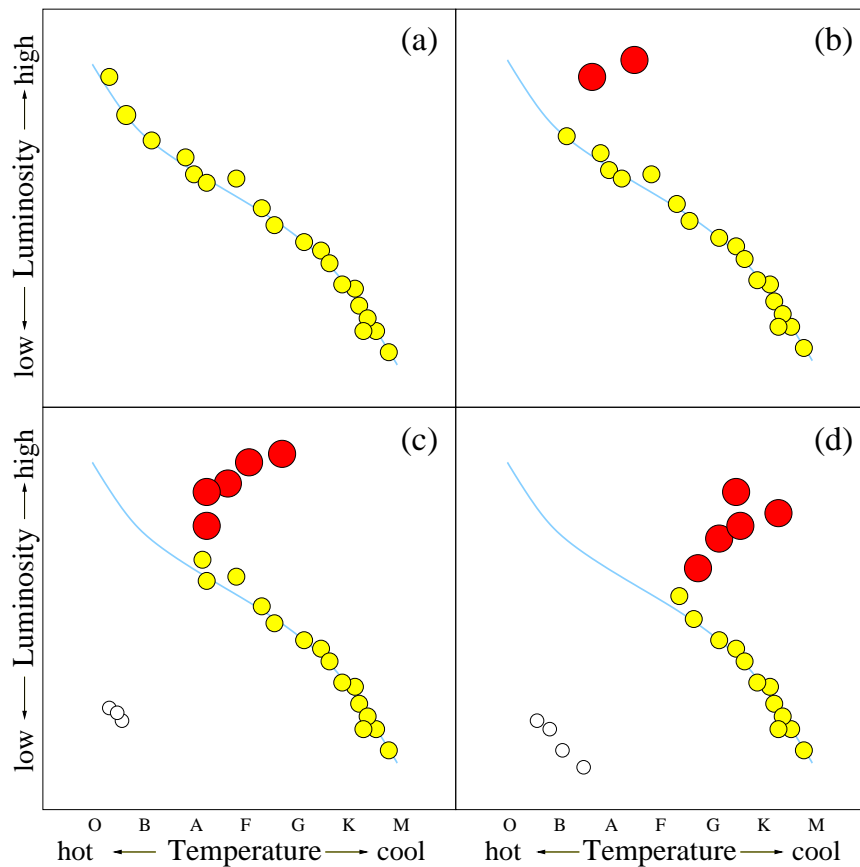 (a)
(b)
low Luminosity high
(c)
(d)
low Luminosity high
O B A F G K M
O B A F G K M
hot Temperature cool
hot Temperature cool